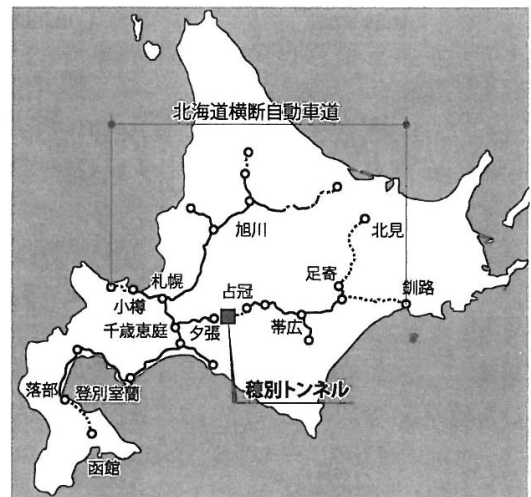 北海道横断自動車道
旭川
北見
足寄
釧路
札幌
小樽
占冠
千歳恵庭
夕張
帯広
穂別トンネル
登別室蘭
落部
函館